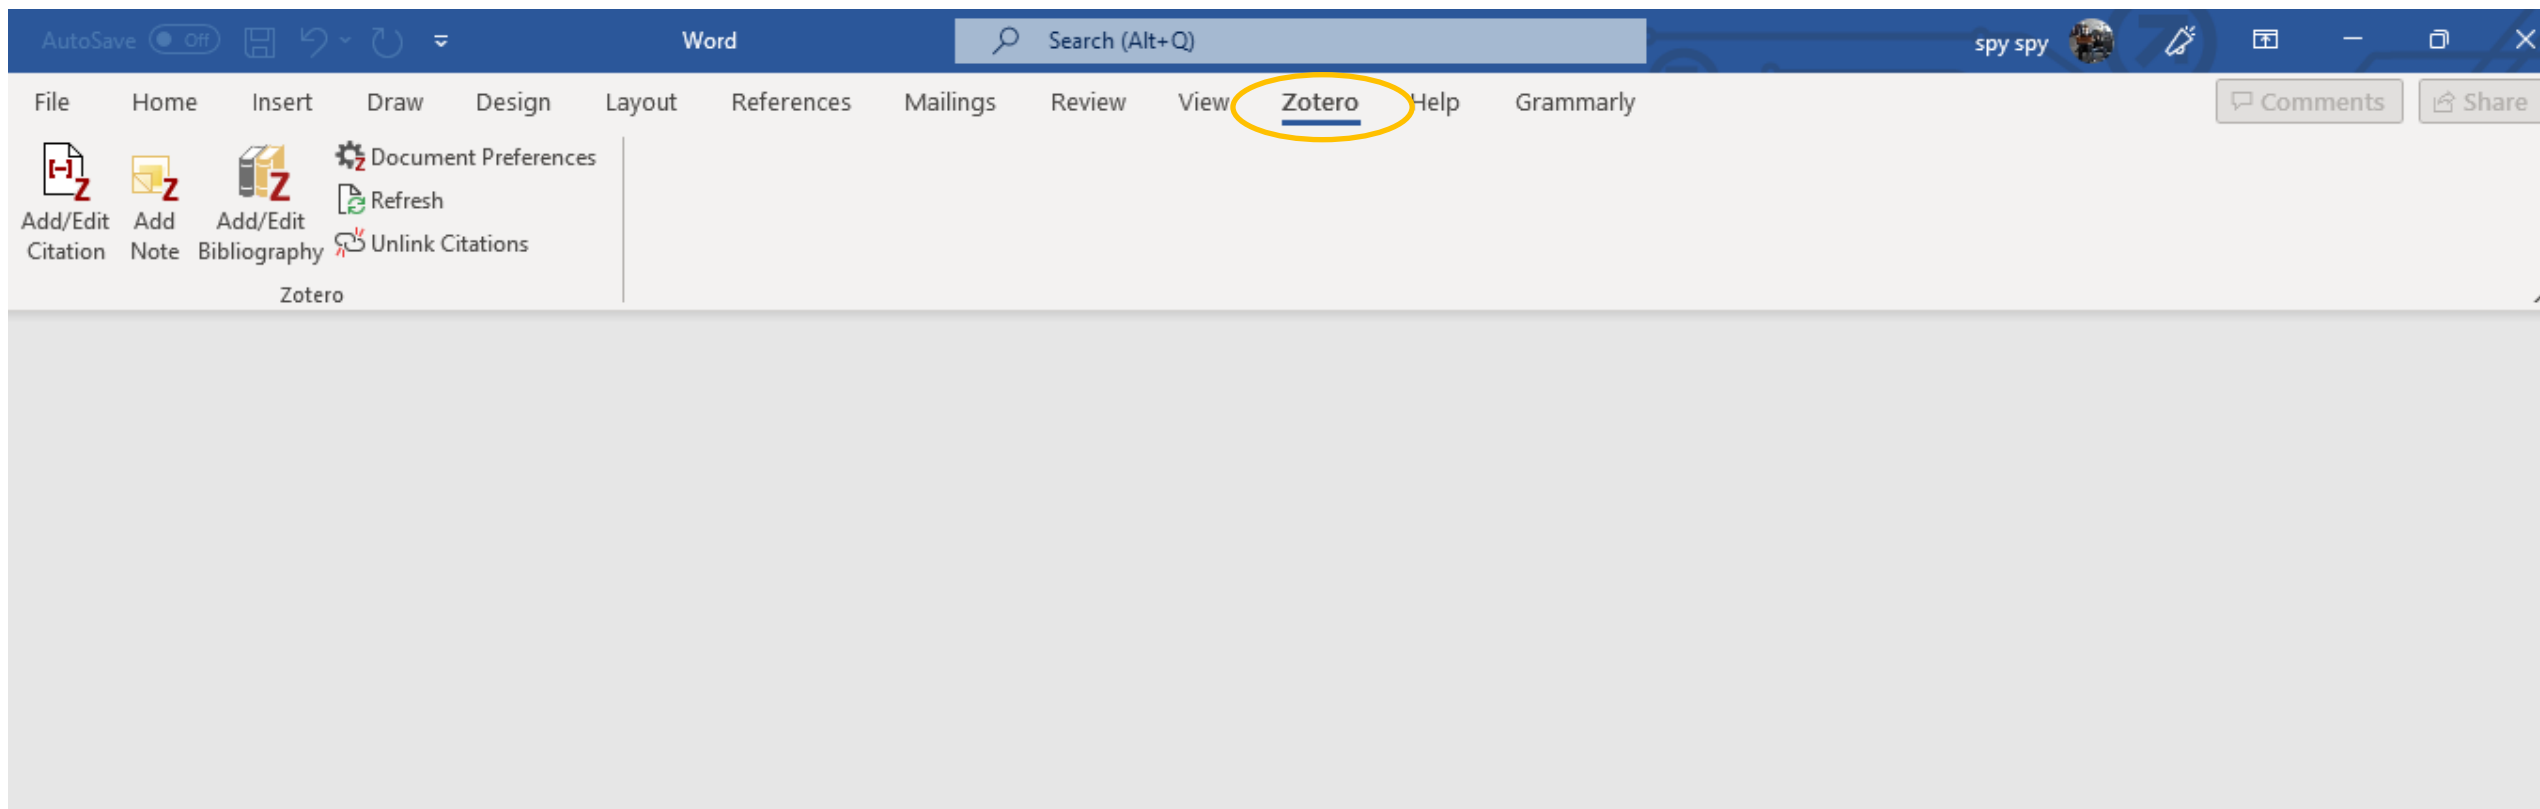 AutoSave Off Word Search (Alt+Q) spy spy
File Home Insert Draw Design Layout References Mailings Review View Zotero Help Grammarly Comments Share
[-] Z Z Z
Add/Edit Citation
Add Note
Add/Edit Bibliography
Document Preferences
Refresh
Unlink Citations
Zotero